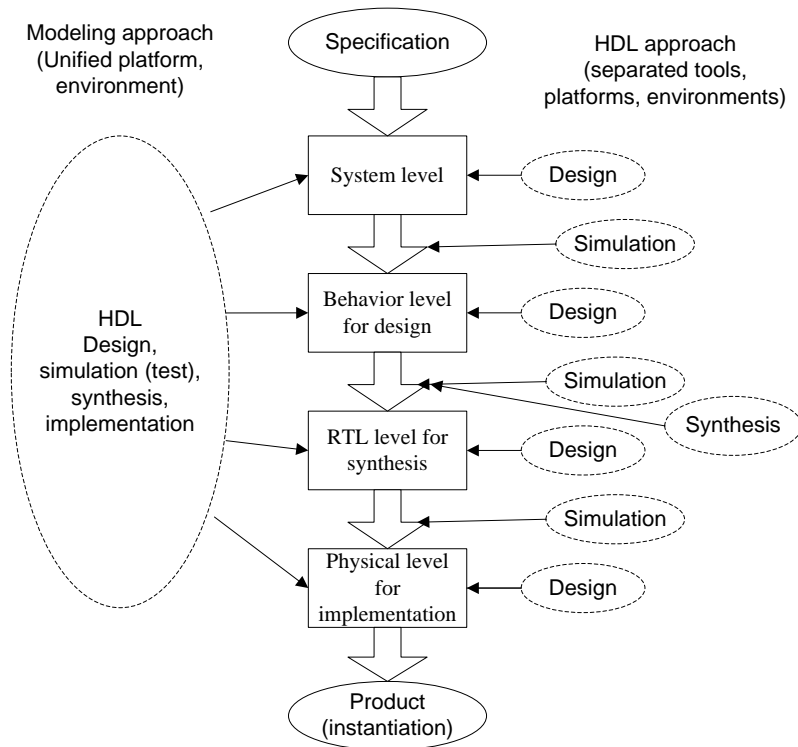 Modeling approach
(Unified platform,
environment)
Specification
HDL approach
(separated tools,
platforms, environments)
System level
Design
Simulation
Behavior level
for design
Design
HDL
Design,
simulation (test),
synthesis,
implementation
Simulation
Synthesis
RTL level for
synthesis
Design
Simulation
Physical level
for
implementation
Design
Product
(instantiation)